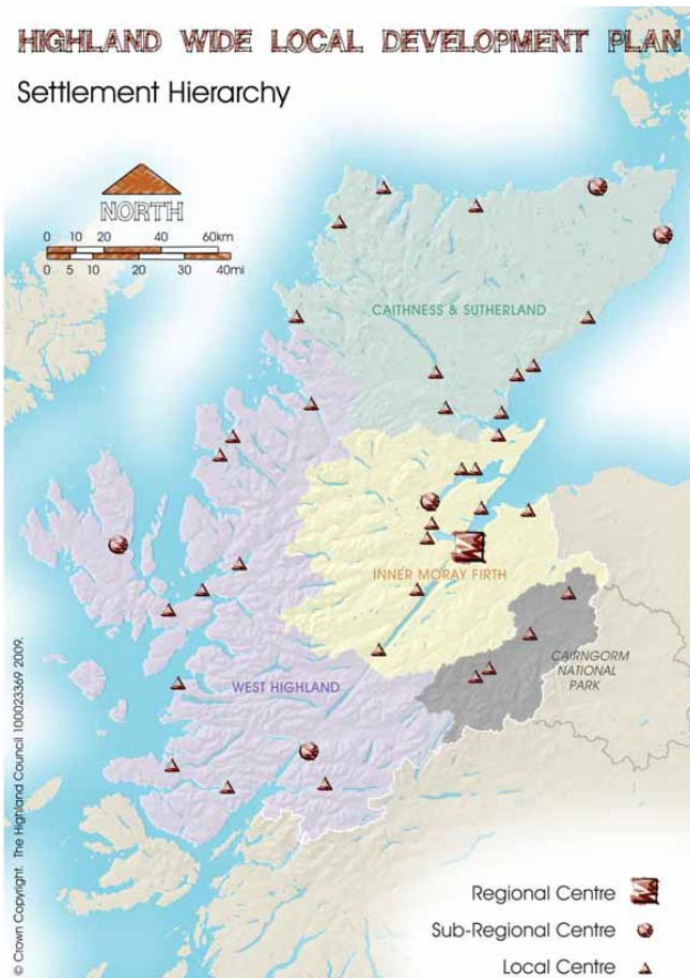 HIGHLAND WIDE LOCAL DEVELOPMENT PLAN
Settlement Hierarchy
NORTH
0 10 20 40 60km
0 5 10 20 30 40mi
CAITHNESS & SUTHERLAND
INNER MORAY FIRTH
CAIRNGORM
NATIONAL
PARK
WEST HIGHLAND
© Crown Copyright. The Highland Council 100023369 2009.
Regional Centre
Sub-Regional Centre
Local Centre